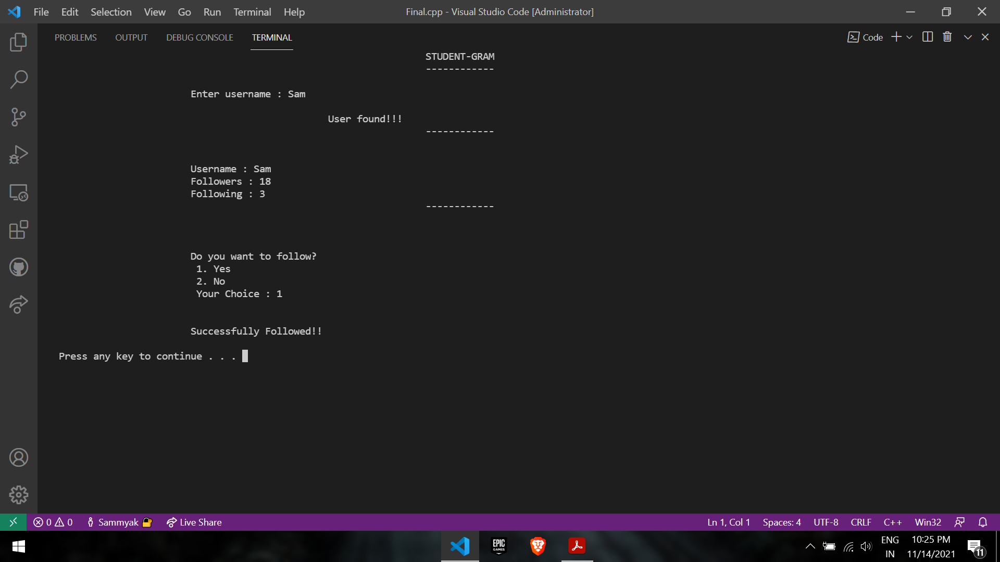 File Edit Selection View Go Run Terminal Help Final.cpp - Visual Studio Code [Administrator]
PROBLEMS OUTPUT DEBUG CONSOLE TERMINAL Code
STUDENT-GRAM
------------
Enter username : Sam
User found!!!
------------
Username : Sam
Followers : 18
Following : 3
------------
Do you want to follow?
1. Yes
2. No
Your Choice : 1
Successfully Followed!!
Press any key to continue . . .
0 0 Sammyak Live Share Ln 1, Col 1 Spaces: 4 UTF-8 CRLF C++ Win32
EPIC GAMES
ENG 10:25 PM
IN 11/14/2021 11